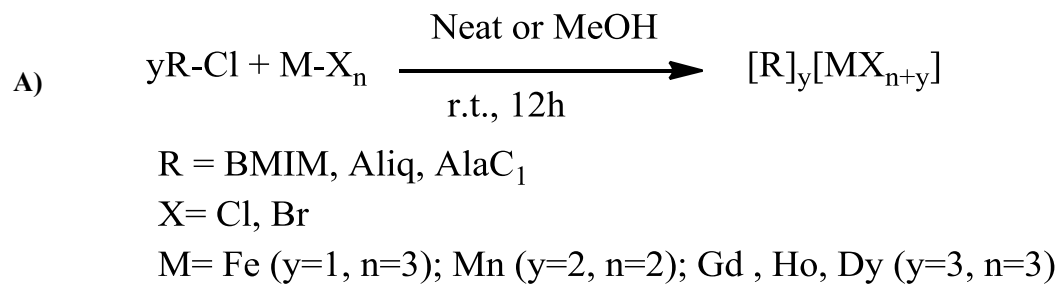 Neat or MeOH
A) yR-Cl + M-Xₙ [R]ᵧ[MXₙ₊ᵧ]
r.t., 12h
R = BMIM, Aliq, AlaC₁
X= Cl, Br
M= Fe (y=1, n=3); Mn (y=2, n=2); Gd , Ho, Dy (y=3, n=3)